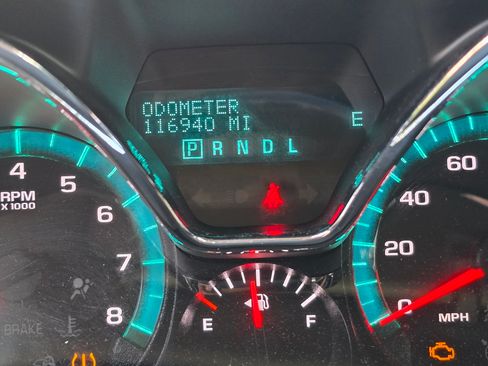 ODOMETER
116940 MI
E
P R N D L
4 5 6 7 8
RPM
X 1000
BRAKE
E F
60
40
20
0
MPH